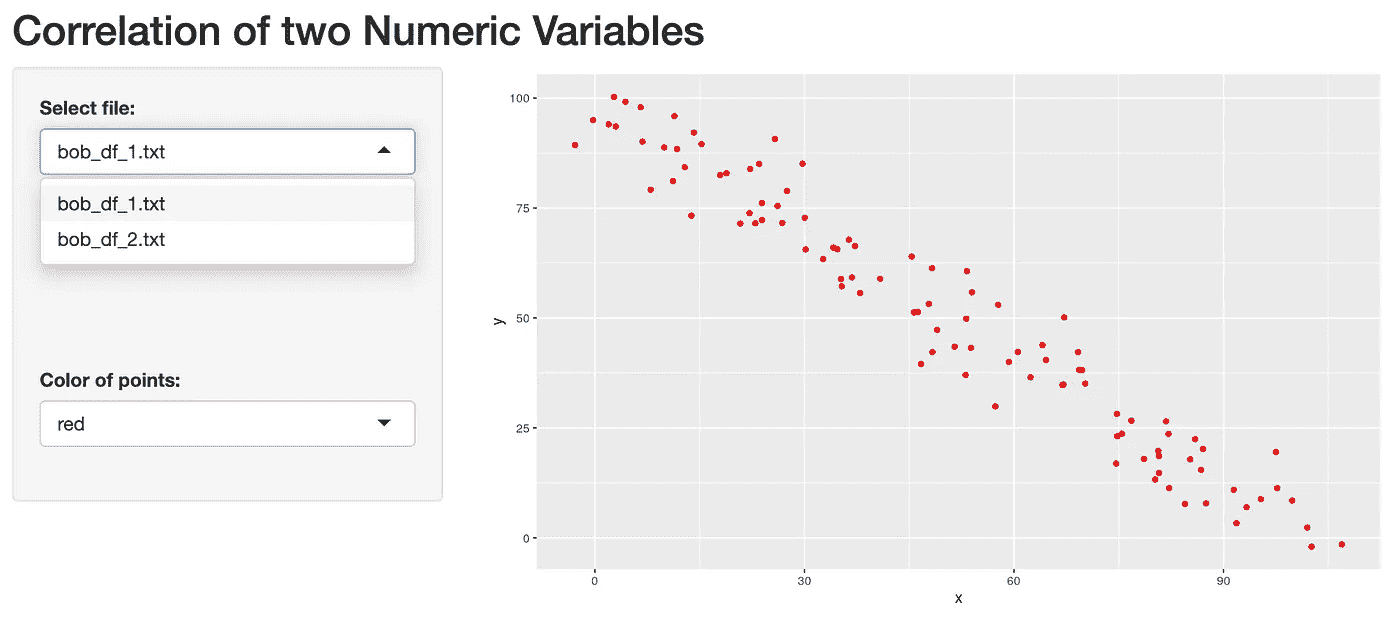 Correlation of two Numeric Variables
Select file:
bob_df_1.txt
bob_df_1.txt
bob_df_2.txt
Color of points:
red
100
75
50
25
0
y
0 30 60 90
x